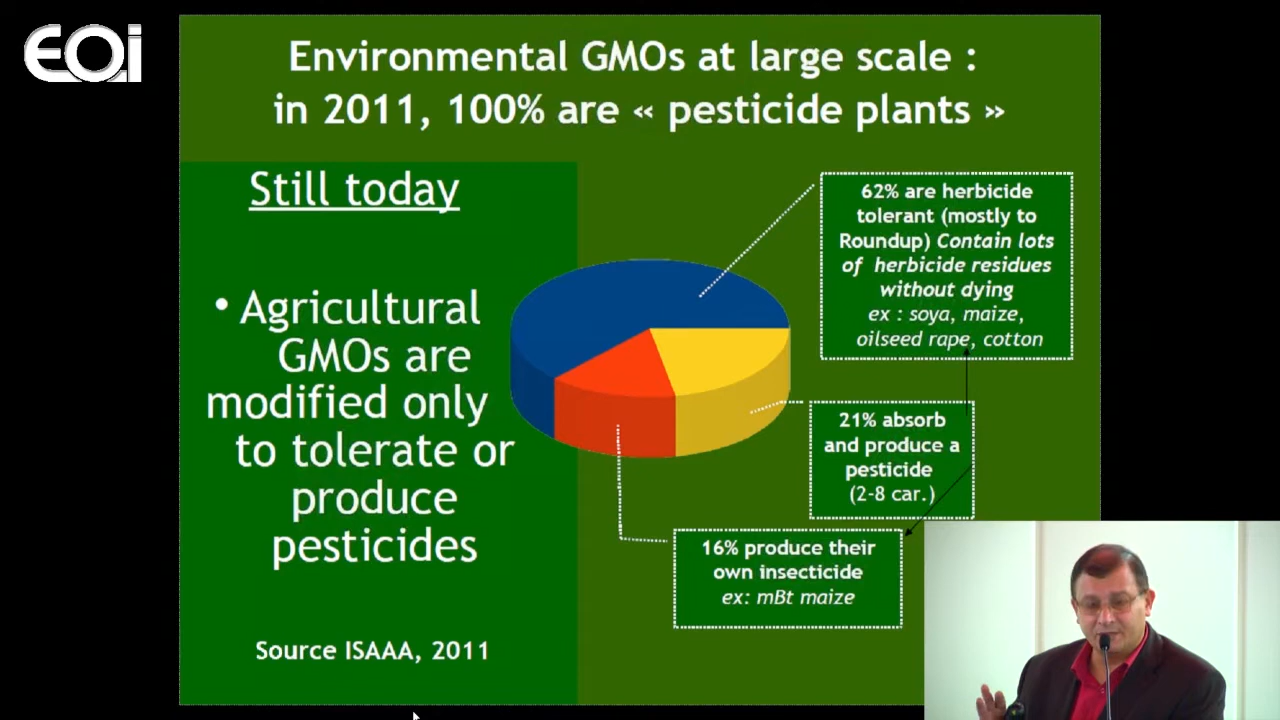 EOi
Environmental GMOs at large scale :
in 2011, 100% are « pesticide plants »
Still today
• Agricultural
GMOs are
modified only
to tolerate or
produce
pesticides
Source ISAAA, 2011
62% are herbicide
tolerant (mostly to
Roundup) Contain lots
of herbicide residues
without dying
ex : soya, maize,
oilseed rape, cotton
21% absorb
and produce a
pesticide
(2-8 car.)
16% produce their
own insecticide
ex: mBt maize